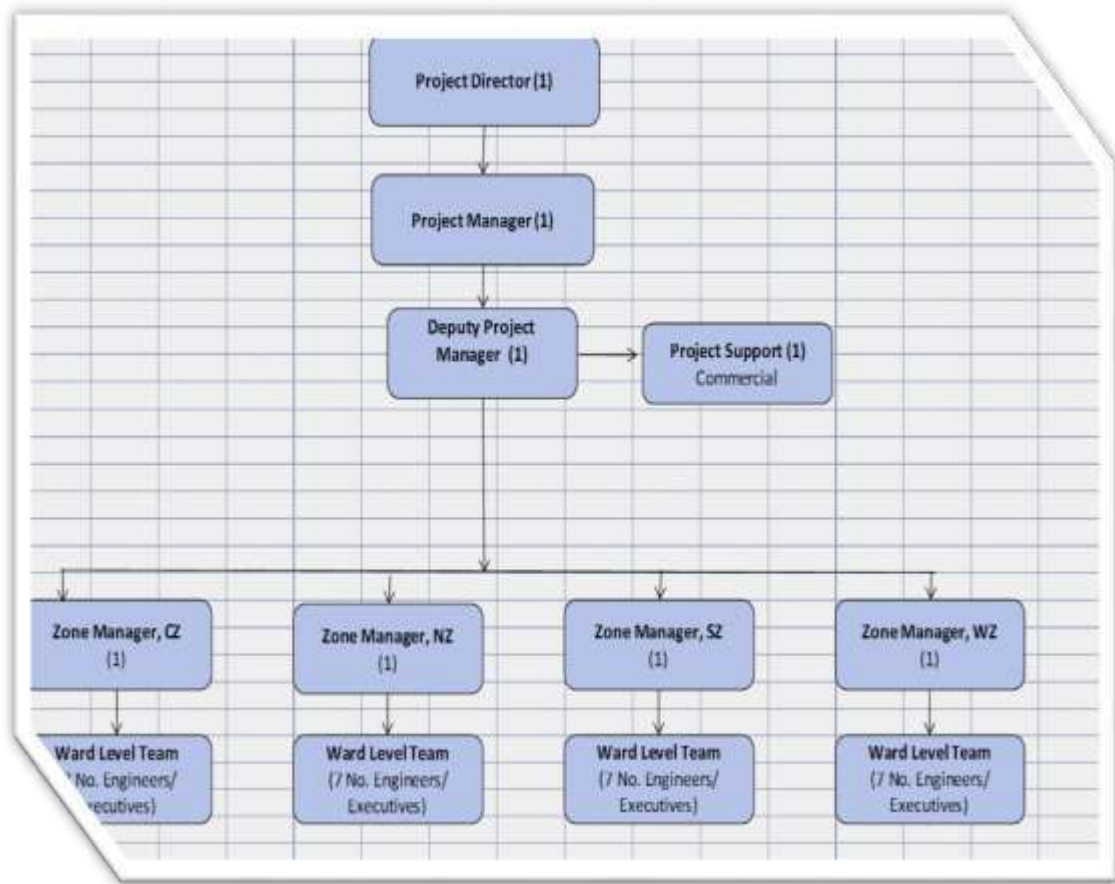 Project Director (1)
Project Manager (1)
Deputy Project
Manager (1)
Project Support (1)
Commercial
Zone Manager, CZ
(1)
Zone Manager, NZ
(1)
Zone Manager, SZ
(1)
Zone Manager, WZ
(1)
Ward Level Team
No. Engineers/
Ward Level Team
(7 No. Engineers/
Executives)
Ward Level Team
(7 No. Engineers/
Executives)
Ward Level Team
(7 No. Engineers/
Executives)